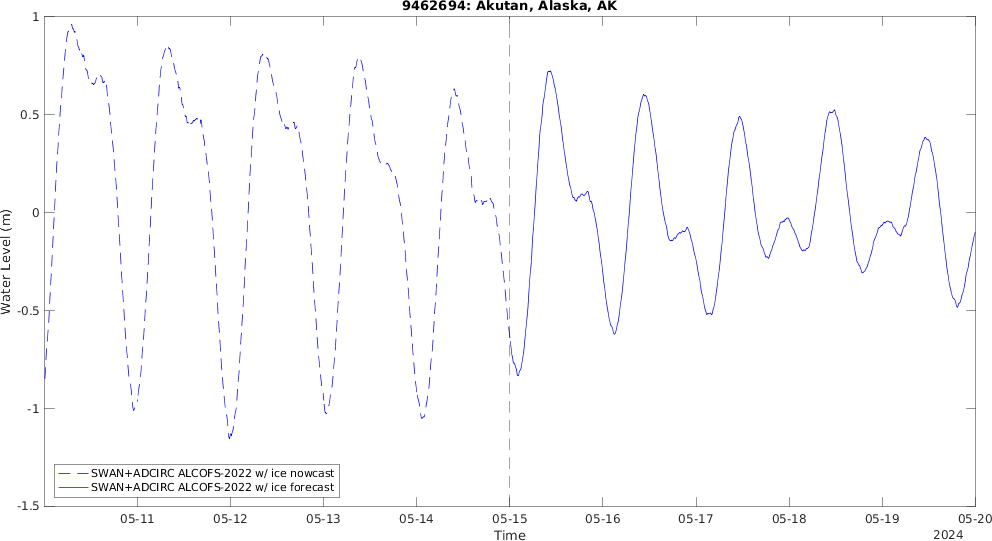 9462694: Akutan, Alaska, AK
Water Level (m)
1
0.5
0
-0.5
-1
-1.5
SWAN+ADCIRC ALCOFS-2022 w/ ice nowcast
SWAN+ADCIRC ALCOFS-2022 w/ ice forecast
05-11 05-12 05-13 05-14 05-15 05-16 05-17 05-18 05-19 05-20
Time
2024